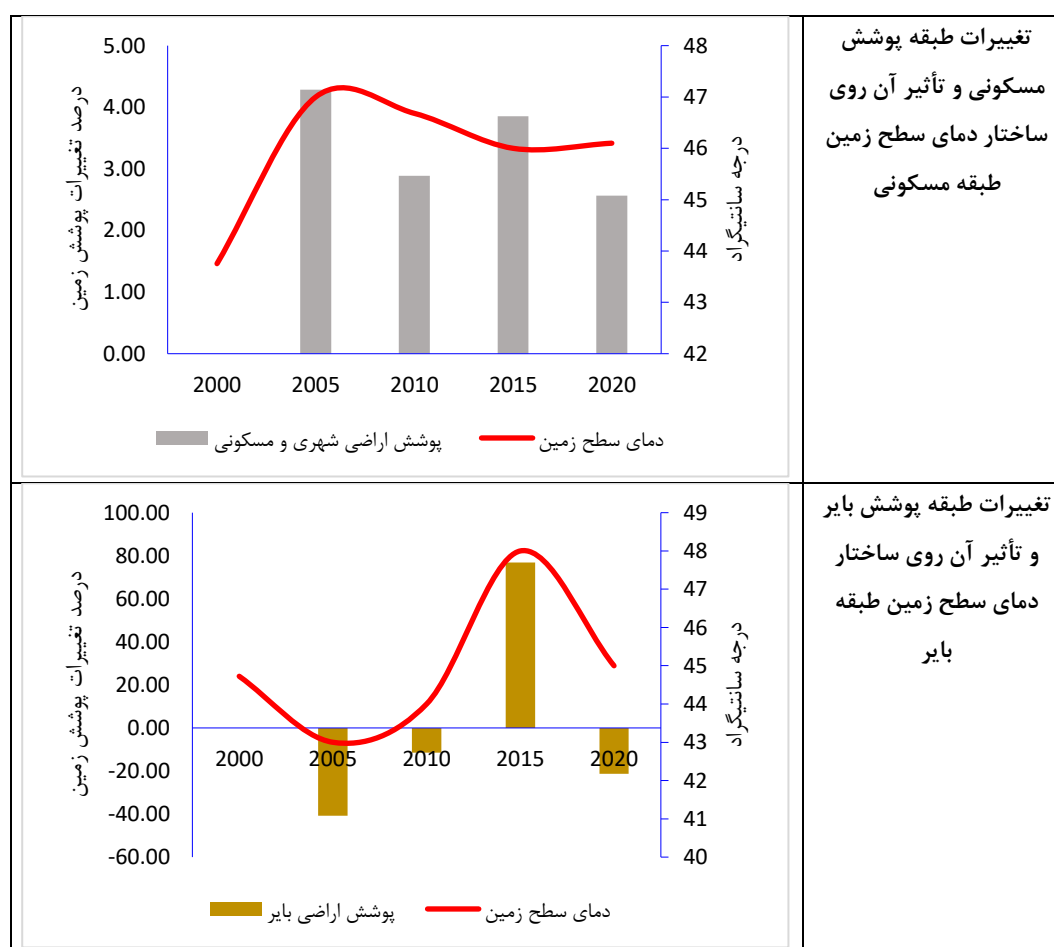 تغییرات طبقه پوشش
مسکونی و تأثیر آن روی
ساختار دمای سطح زمین
طبقه مسکونی
درصد تغییرات پوشش زمین
5.00
4.00
3.00
2.00
1.00
0.00
48
47
46
45
44
43
42
درجه سانتیگراد
2000 2005 2010 2015 2020
پوشش اراضی شهری و مسکونی
دمای سطح زمین
تغییرات طبقه پوشش بایر
و تأثیر آن روی ساختار
دمای سطح زمین طبقه
بایر
درصد تغییرات پوشش زمین
100.00
80.00
60.00
40.00
20.00
0.00
-20.00
-40.00
-60.00
49
48
47
46
45
44
43
42
41
40
درجه سانتیگراد
2000 2005 2010 2015 2020
پوشش اراضی بایر
دمای سطح زمین